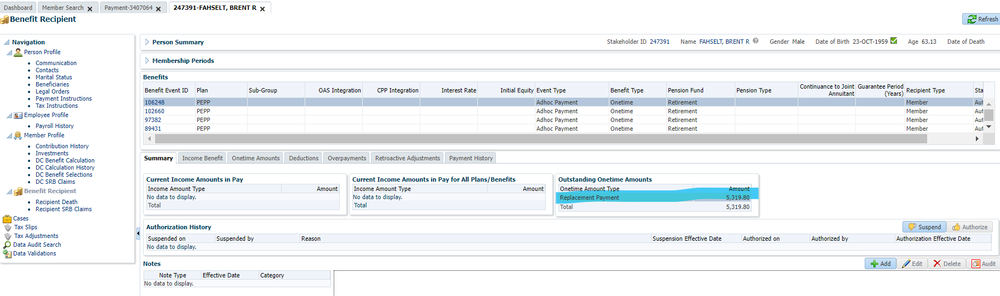 Dashboard Member Search Payment-3407064 247391-FAHSELT, BRENT R
Benefit Recipient Refresh
Navigation
Person Profile
Communication
Contacts
Marital Status
Beneficiaries
Legal Orders
Payment Instructions
Tax Instructions
Employee Profile
Payroll History
Member Profile
Contribution History
Investments
DC Benefit Calculation
DC Calculation History
DC Benefit Selections
DC SRB Claims
Benefit Recipient
Recipient Death
Recipient SRB Claims
Cases
Tax Slips
Tax Adjustments
Data Audit Search
Data Validations
Person Summary Stakeholder ID 247391 Name FAHSELT, BRENT R Gender Male Date of Birth 23-OCT-1959 Age 63.13 Date of Death
Membership Periods
Benefits
Benefit Event ID Plan Sub-Group OAS Integration CPP Integration Interest Rate Initial Equity Event Type Benefit Type Pension Fund Pension Type Continuance to Joint Annuitant Guarantee Period (Years) Recipient Type Sta
106248 PEPP Adhoc Payment Onetime Retirement Member Aut
102660 PEPP Adhoc Payment Onetime Retirement Member Aut
97382 PEPP Adhoc Payment Onetime Retirement Member Aut
89431 PEPP Adhoc Payment Onetime Retirement Member Aut
Summary Income Benefit Onetime Amounts Deductions Overpayments Retroactive Adjustments Payment History
Current Income Amounts in Pay
Income Amount Type Amount
No data to display.
Total
Current Income Amounts in Pay for All Plans/Benefits
Income Amount Type Amount
No data to display.
Total
Outstanding Onetime Amounts
Onetime Amount Type Amount
Replacement Payment 5,319.80
Total 5,319.80
Authorization History Suspend Authorize
Suspended on Suspended by Reason Suspension Effective Date Authorized on Authorized by Authorization Effective Date
No data to display.
Notes Add Edit Delete Audit
Note Type Effective Date Category
No data to display.